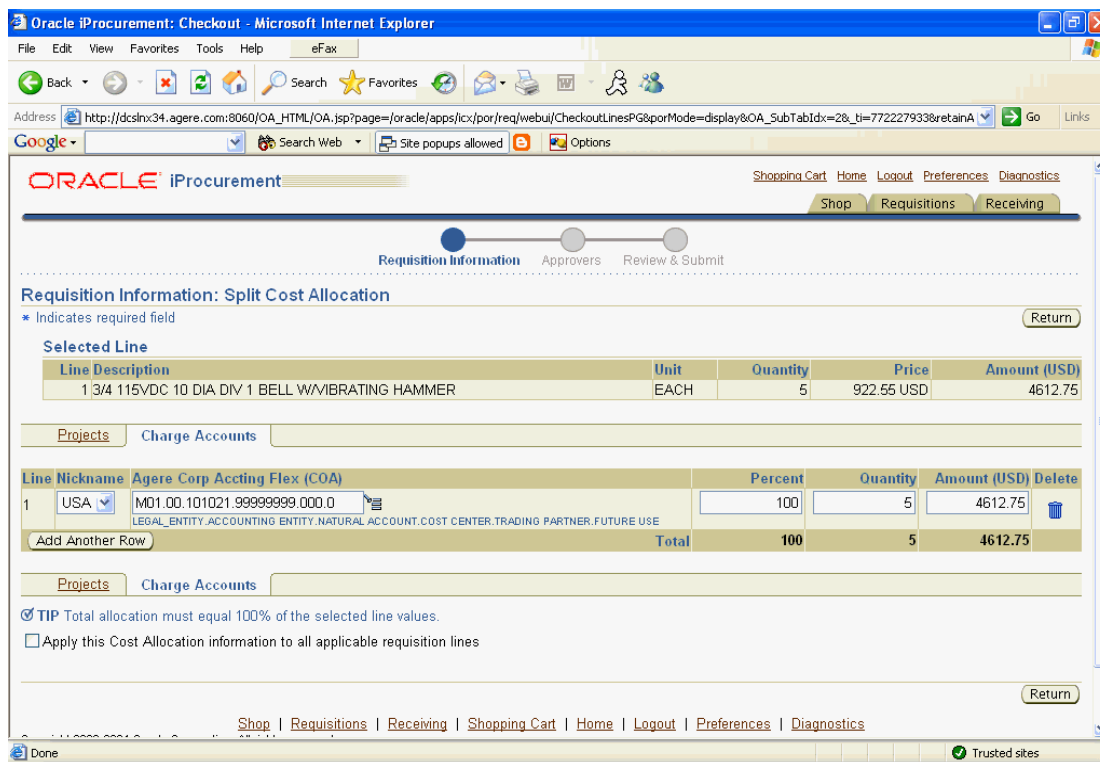 Oracle iProcurement: Checkout - Microsoft Internet Explorer
File Edit View Favorites Tools Help eFax
Back Search Favorites
Address http://dcslnx34.agere.com:8060/OA_HTML/OA.jsp?page=/oracle/apps/icx/por/req/webui/CheckoutLinesPG&porMode=display&OA_SubTabIdx=2&_ti=772227933&retainA Go Links
Google Search Web Site popups allowed Options
ORACLE iProcurement
Shopping Cart Home Logout Preferences Diagnostics
Shop Requisitions Receiving
Requisition Information Approvers Review & Submit
Requisition Information: Split Cost Allocation
* Indicates required field Return
Selected Line
Line Description Unit Quantity Price Amount (USD)
1 3/4 115VDC 10 DIA DIV 1 BELL W/VIBRATING HAMMER EACH 5 922.55 USD 4612.75
Projects Charge Accounts
Line Nickname Agere Corp Accting Flex (COA) Percent Quantity Amount (USD) Delete
1 USA M01.00.101021.99999999.000.0 100 5 4612.75
LEGAL_ENTITY.ACCOUNTING ENTITY.NATURAL ACCOUNT.COST CENTER.TRADING PARTNER.FUTURE USE
Add Another Row Total 100 5 4612.75
Projects Charge Accounts
TIP Total allocation must equal 100% of the selected line values.
Apply this Cost Allocation information to all applicable requisition lines
Return
Shop | Requisitions | Receiving | Shopping Cart | Home | Logout | Preferences | Diagnostics
Done Trusted sites